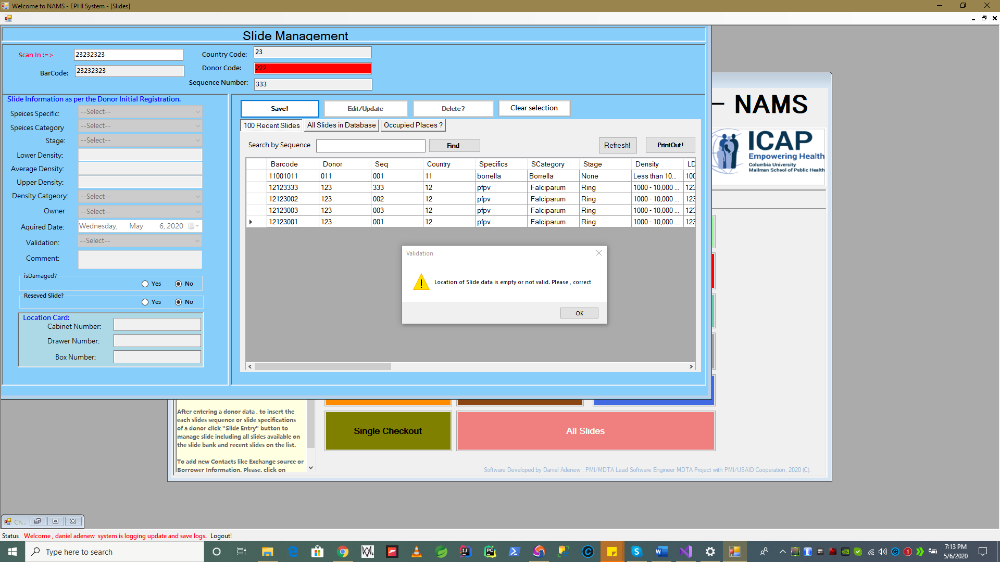 Welcome to NAMS - EPHI System - [Slides]
Slide Management
Scan In :=> 23232323
BarCode: 23232323
Country Code: 23
Donor Code: 222
Sequence Number: 333
Slide Information as per the Donor Initial Registration.
Speices Specific: --Select--
Speices Category --Select--
Stage: --Select--
Lower Density:
Average Density:
Upper Density:
Density Catgeory: --Select--
Owner --Select--
Aquired Date: Wednesday, May 6, 2020
Validation: --Select--
Comment:
isDamaged?
Yes No
Reseved Slide?
Yes No
Location Card:
Cabinet Number:
Drawer Number:
Box Number:
Save! Edit/Update Delete? Clear selection
100 Recent Slides All Slides in Database Occupied Places ?
Search by Sequence Find Refresh! PrintOut!
Barcode Donor Seq Country Specifics SCategory Stage Density LD
11001011 011 001 11 borrella Borrella None Less than 10... 100
12123333 123 333 12 pfpv Falciparum Ring 1000 - 10,000 ... 123
12123002 123 002 12 pfpv Falciparum Ring 1000 - 10,000 ... 123
12123003 123 003 12 pfpv Falciparum Ring 1000 - 10,000 ... 123
12123001 123 001 12 pfpv Falciparum Ring 1000 - 10,000 ... 123
Validation
Location of Slide data is empty or not valid. Please , correct
OK
– NAMS
ICAP
Empowering Health
Columbia University
Mailman School of Public Health
After entering a donor data , to insert the
each slides sequence or slide specifications
of a donor click "Slide Entry" button to
manage slide including all slides available on
the slide bank and recent slides on the list.
To add new Contacts like Exchange source or
Borrower Information. Please. click on
Single Checkout
All Slides
Software Developed by Daniel Adenew , PMI/MDTA Lead Software Engineer MDTA Project with PMI/USAID Cooperation, 2020 (C).
Ch...
Status Welcome , daniel adenew system is logging update and save logs. Logout!
Type here to search
7:13 PM
5/6/2020